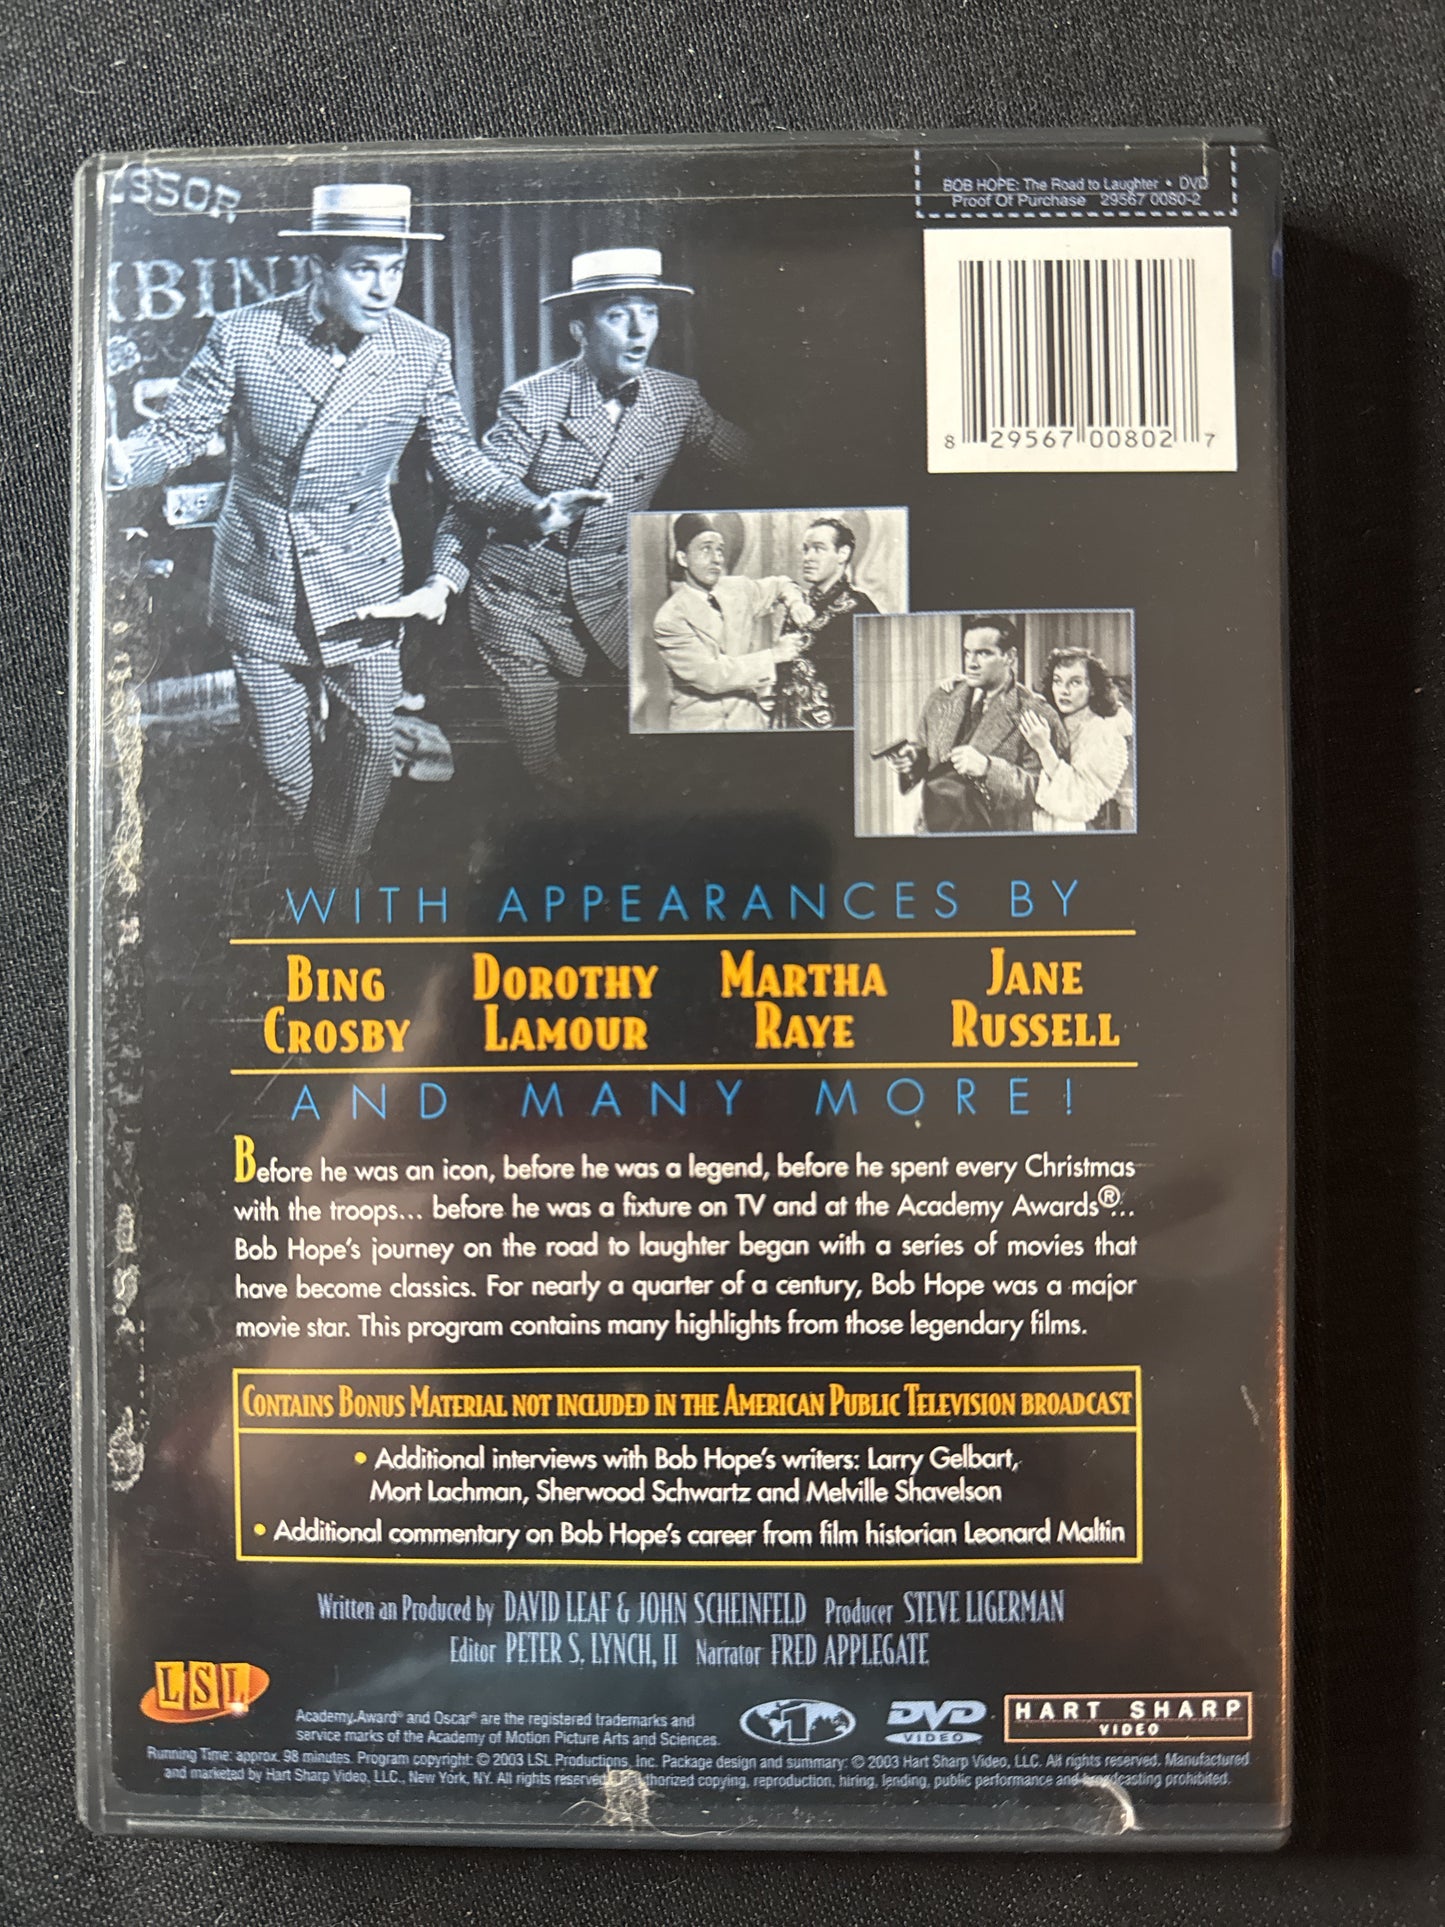 BOB HOPE: The Road to Laughter • DVD
Proof Of Purchase 29567 0080-2
8 29567 00802 7
WITH APPEARANCES BY
BING CROSBY
DOROTHY LAMOUR
MARTHA RAYE
JANE RUSSELL
AND MANY MORE!
Before he was an icon, before he was a legend, before he spent every Christmas
with the troops... before he was a fixture on TV and at the Academy Awards®...
Bob Hope's journey on the road to laughter began with a series of movies that
have become classics. For nearly a quarter of a century, Bob Hope was a major
movie star. This program contains many highlights from those legendary films.
CONTAINS BONUS MATERIAL NOT INCLUDED IN THE AMERICAN PUBLIC TELEVISION BROADCAST
• Additional interviews with Bob Hope's writers: Larry Gelbart,
Mort Lachman, Sherwood Schwartz and Melville Shavelson
• Additional commentary on Bob Hope's career from film historian Leonard Maltin
Written an Produced by DAVID LEAF & JOHN SCHEINFELD Producer STEVE LIGERMAN
Editor PETER S. LYNCH, II Narrator FRED APPLEGATE
LSL
Academy Award® and Oscar® are the registered trademarks and
service marks of the Academy of Motion Picture Arts and Sciences.
1
DVD
VIDEO
HART SHARP
VIDEO
Running Time: approx. 98 minutes. Program copyright: © 2003 LSL Productions, Inc. Package design and summary: © 2003 Hart Sharp Video, LLC. All rights reserved. Manufactured
and marketed by Hart Sharp Video, LLC., New York, NY. All rights reserved. copying, reproduction, hiring, lending, public performance and broadcasting prohibited.